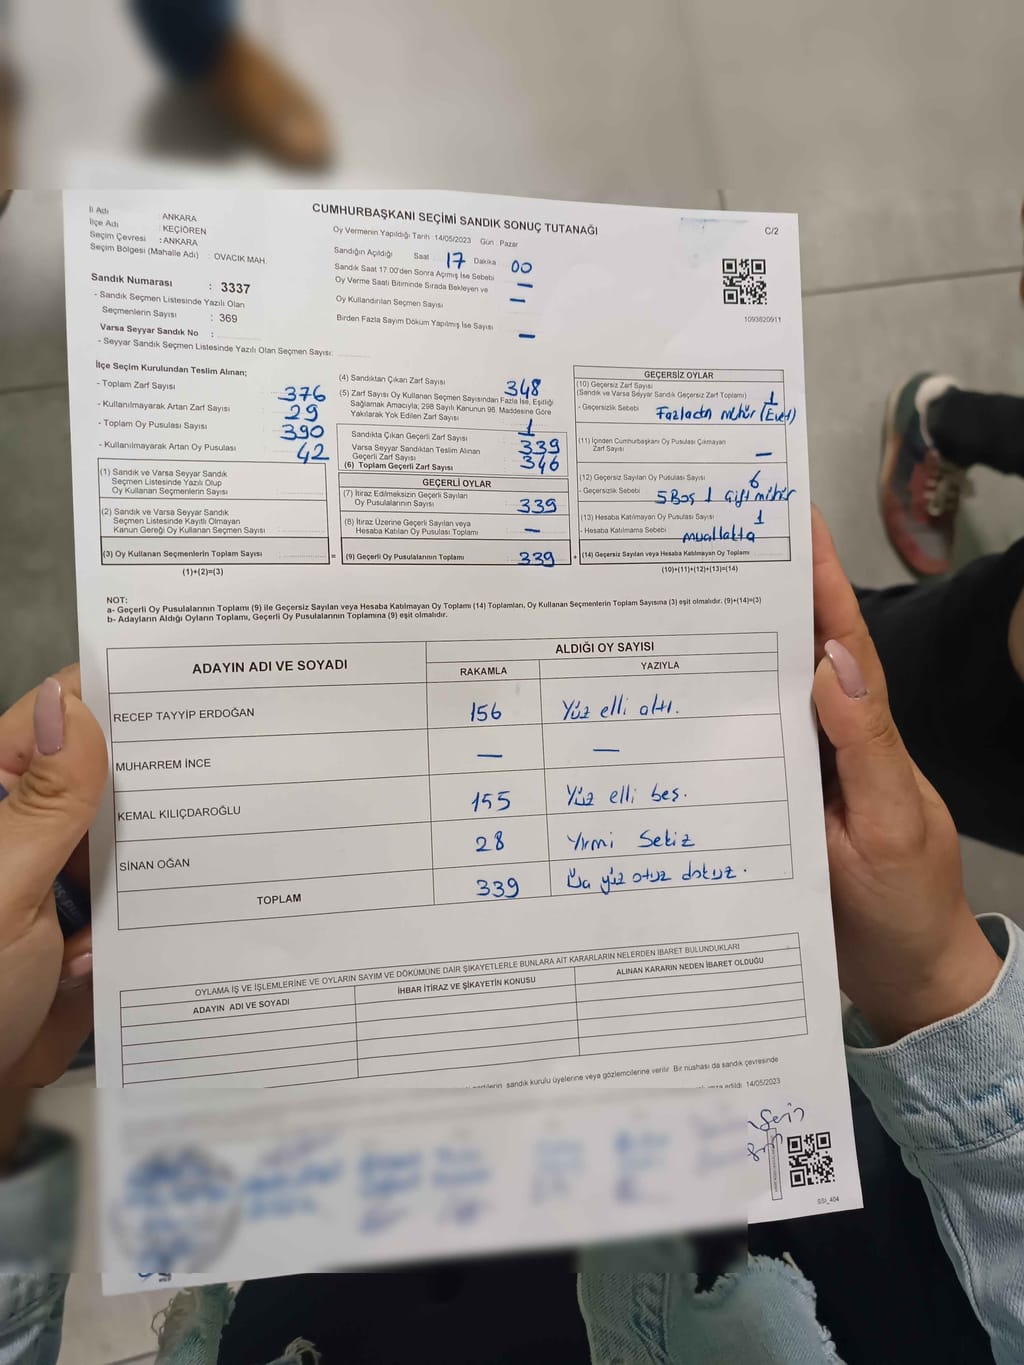 İl Adı : ANKARA
İlçe Adı : KEÇİÖREN
Seçim Çevresi : ANKARA
Seçim Bölgesi (Mahalle Adı) : OVACIK MAH.
Sandık Numarası : 3337
- Sandık Seçmen Listesinde Yazılı Olan
Seçmenlerin Sayısı : 369
Varsa Seyyar Sandık No :
- Seyyar Sandık Seçmen Listesinde Yazılı Olan Seçmen Sayısı:
CUMHURBAŞKANI SEÇİMİ SANDIK SONUÇ TUTANAĞI
Oy Vermenin Yapıldığı Tarih :14/05/2023 Gün : Pazar
Sandığın Açıldığı Saat 17 Dakika 00
Sandık Saat 17:00'den Sonra Açılmış İse Sebebi
Oy Verme Saati Bitiminde Sırada Bekleyen ve —
Oy Kullandırılan Seçmen Sayısı —
Birden Fazla Sayım Döküm Yapılmış İse Sayısı —
C/2
1093820911
İlçe Seçim Kurulundan Teslim Alınan;
- Toplam Zarf Sayısı 376
- Kullanılmayarak Artan Zarf Sayısı 29
- Toplam Oy Pusulası Sayısı 390
- Kullanılmayarak Artan Oy Pusulası 42
(1) Sandık ve Varsa Seyyar Sandık
Seçmen Listesinde Yazılı Olup
Oy Kullanan Seçmenlerin Sayısı
(2) Sandık ve Varsa Seyyar Sandık
Seçmen Listesinde Kayıtlı Olmayan
Kanun Gereği Oy Kullanan Seçmen Sayısı
(3) Oy Kullanan Seçmenlerin Toplam Sayısı
(1)+(2)=(3)
(4) Sandıktan Çıkan Zarf Sayısı 348
(5) Zarf Sayısı Oy Kullanan Seçmen Sayısından Fazla İse, Eşitliği
Sağlamak Amacıyla; 298 Sayılı Kanunun 98. Maddesine Göre
Yakılarak Yok Edilen Zarf Sayısı 1
Sandıkta Çıkan Geçerli Zarf Sayısı 339
Varsa Seyyar Sandıktan Teslim Alınan
Geçerli Zarf Sayısı
(6) Toplam Geçerli Zarf Sayısı 346
GEÇERLİ OYLAR
(7) İtiraz Edilmeksizin Geçerli Sayılan
Oy Pusulalarının Sayısı 339
(8) İtiraz Üzerine Geçerli Sayılan veya
Hesaba Katılan Oy Pusulası Toplamı —
= (9) Geçerli Oy Pusulalarının Toplamı 339
GEÇERSİZ OYLAR
(10) Geçersiz Zarf Sayısı
(Sandık ve Varsa Seyyar Sandık Geçersiz Zarf Toplamı) 1
- Geçersizlik Sebebi Fazladan mühür (Evet)
(11) İçinden Cumhurbaşkanı Oy Pusulası Çıkmayan
Zarf Sayısı —
(12) Geçersiz Sayılan Oy Pusulası Sayısı 6
- Geçersizlik Sebebi 5 Boş 1 çift mühür
(13) Hesaba Katılmayan Oy Pusulası Sayısı 1
- Hesaba Katılmama Sebebi muallakta
+ (14) Geçersiz Sayılan veya Hesaba Katılmayan Oy Toplamı
(10)+(11)+(12)+(13)=(14)
NOT:
a- Geçerli Oy Pusulalarının Toplamı (9) ile Geçersiz Sayılan veya Hesaba Katılmayan Oy Toplamı (14) Toplamları, Oy Kullanan Seçmenlerin Toplam Sayısına (3) eşit olmalıdır. (9)+(14)=(3)
b- Adayların Aldığı Oyların Toplamı, Geçerli Oy Pusulalarının Toplamına (9) eşit olmalıdır.
ADAYIN ADI VE SOYADI ALDIĞI OY SAYISI
RAKAMLA YAZIYLA
RECEP TAYYİP ERDOĞAN 156 Yüz elli altı.
MUHARREM İNCE — —
KEMAL KILIÇDAROĞLU 155 Yüz elli beş.
SİNAN OĞAN 28 Yirmi Sekiz
TOPLAM 339 Üç yüz otuz dokuz.
OYLAMA İŞ VE İŞLEMLERİNE VE OYLARIN SAYIM VE DÖKÜMÜNE DAİR ŞİKAYETLERLE BUNLARA AİT KARARLARIN NELERDEN İBARET BULUNDUKLARI
ADAYIN ADI VE SOYADI İHBAR İTİRAZ VE ŞİKAYETİN KONUSU ALINAN KARARIN NEDEN İBARET OLDUĞU
sandık kurulu üyelerine veya gözlemcilerine verilir. Bir nüshası da sandık çevresinde
edildi. 14/05/2023